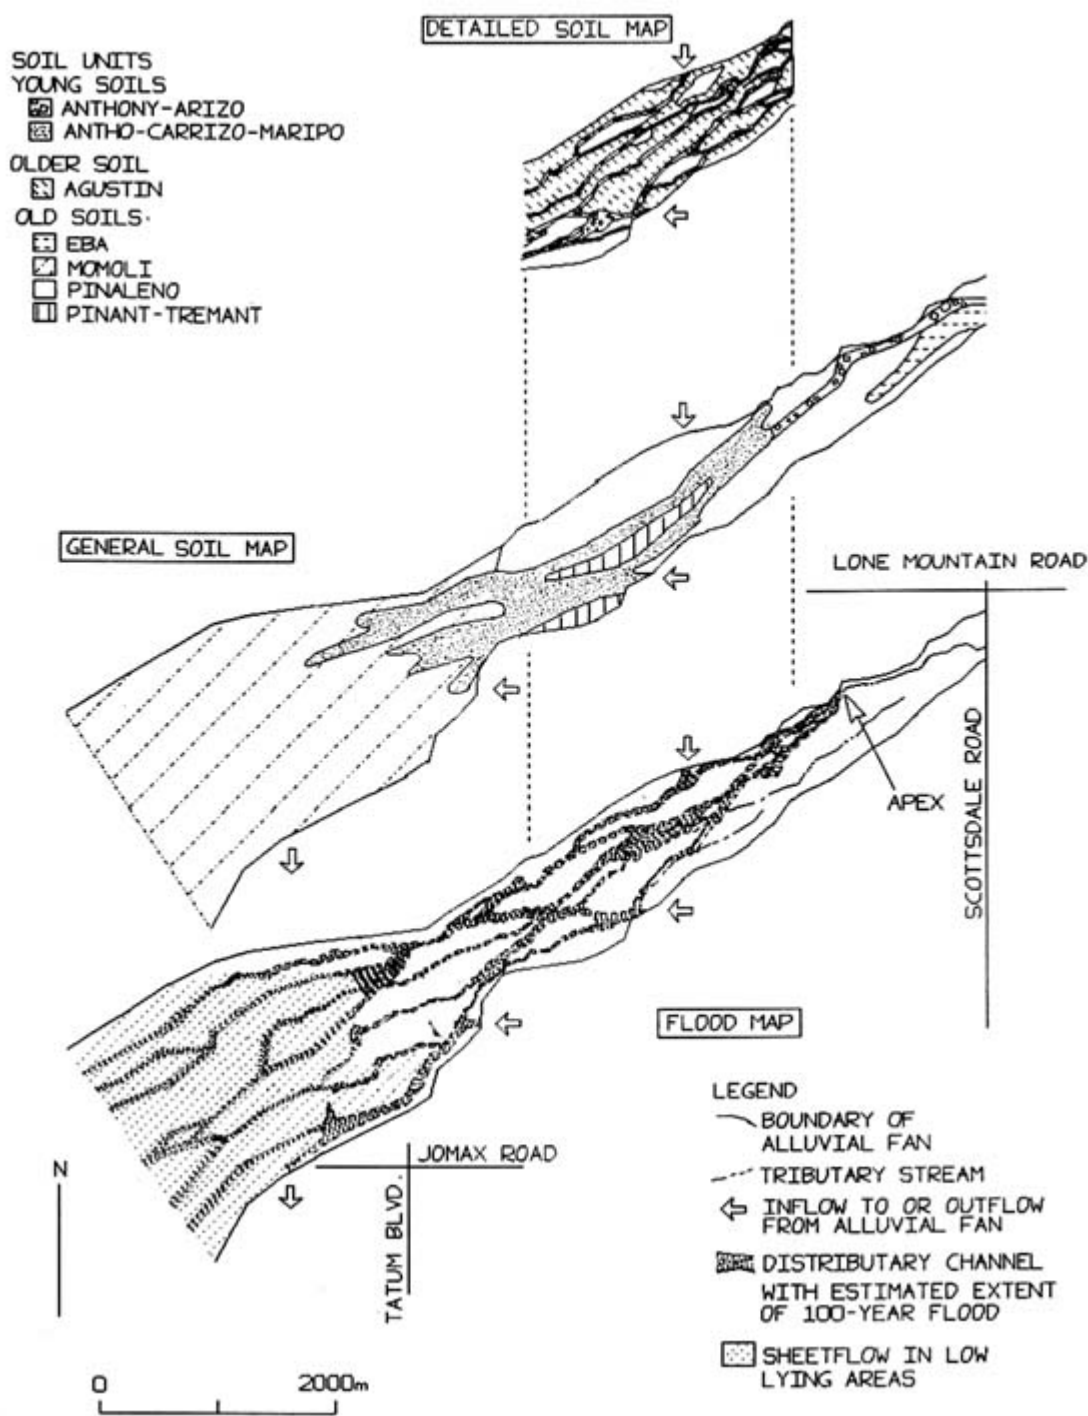 DETAILED SOIL MAP
SOIL UNITS
YOUNG SOILS
ANTHONY-ARIZO
ANTHO-CARRIZO-MARIPO
OLDER SOIL
AGUSTIN
OLD SOILS
EBA
MOMOLI
PINALENO
PINANT-TREMANT
GENERAL SOIL MAP
LONE MOUNTAIN ROAD
SCOTTSDALE ROAD
APEX
FLOOD MAP
LEGEND
BOUNDARY OF
ALLUVIAL FAN
TRIBUTARY STREAM
INFLOW TO OR OUTFLOW
FROM ALLUVIAL FAN
DISTRIBUTARY CHANNEL
WITH ESTIMATED EXTENT
OF 100-YEAR FLOOD
SHEETFLOW IN LOW
LYING AREAS
JOMAX ROAD
TATUM BLVD.
N
0 2000m